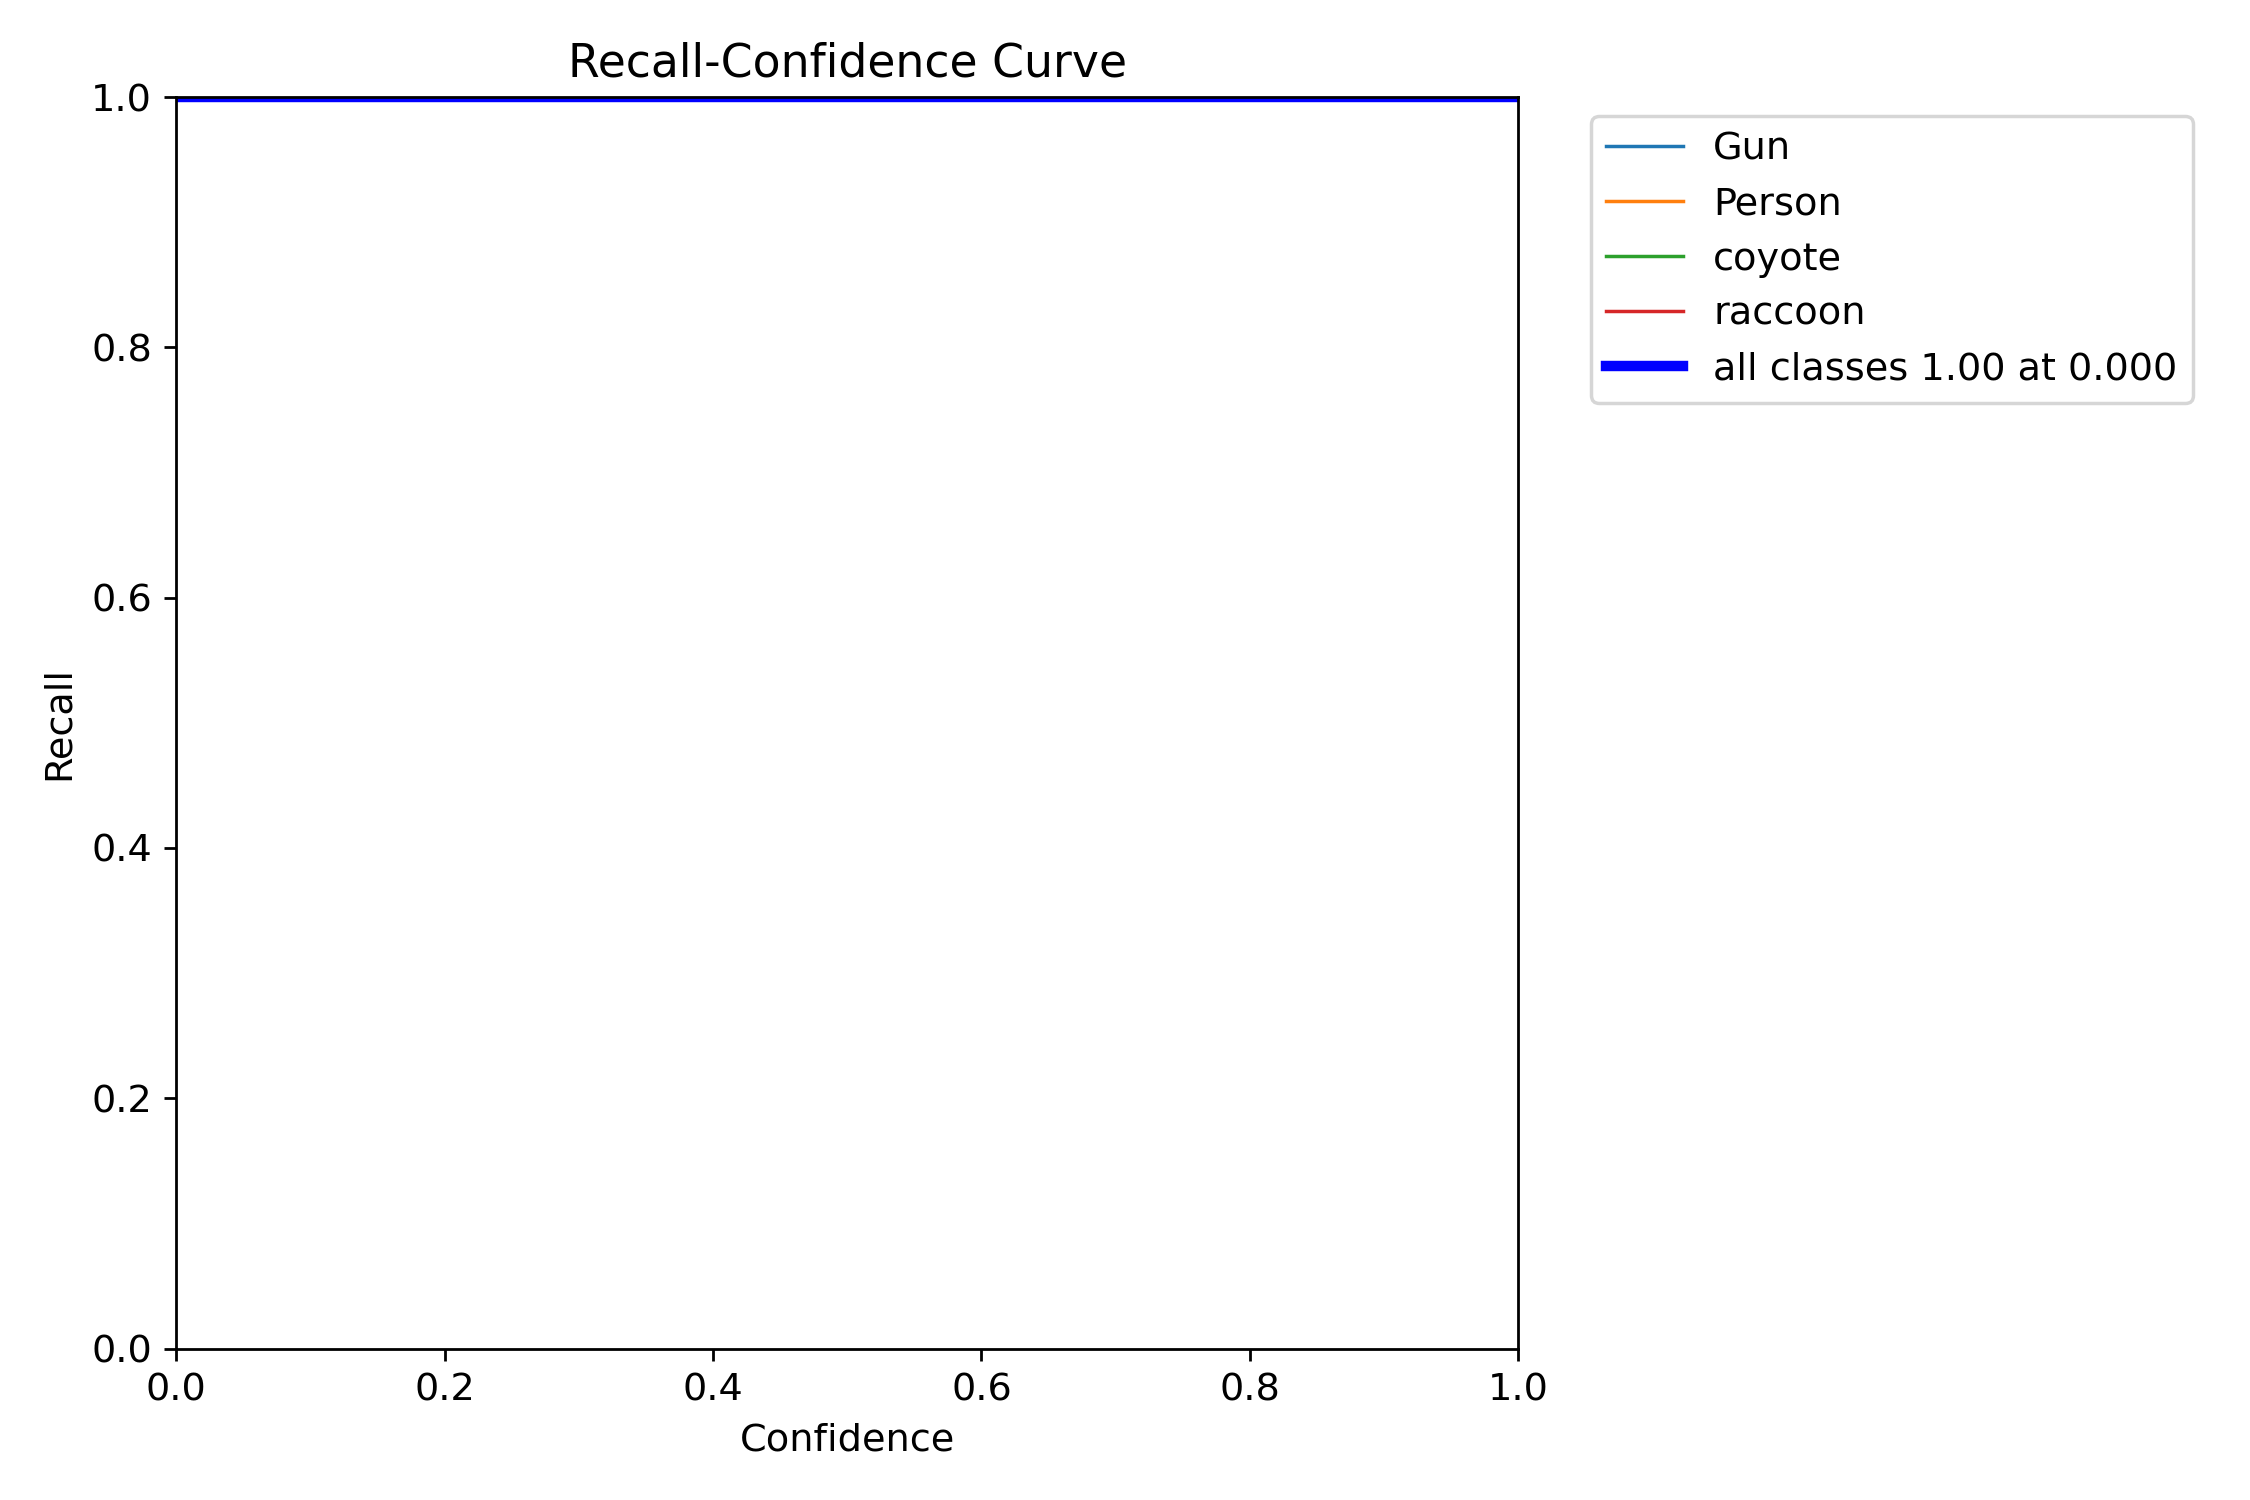 Recall-Confidence Curve
1.0
0.8
0.6
0.4
0.2
0.0
Recall
0.0 0.2 0.4 0.6 0.8 1.0
Confidence
Gun
Person
coyote
raccoon
all classes 1.00 at 0.000